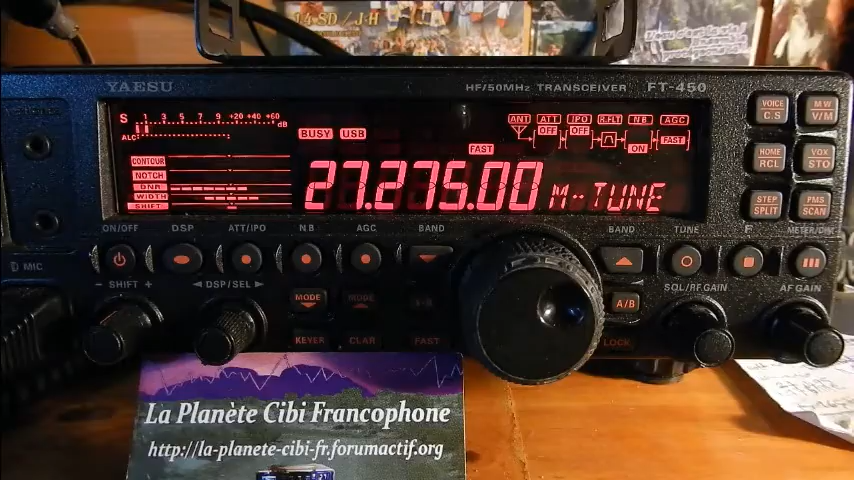 14 SD / J-H
YAESU
HF/50MHz TRANSCEIVER FT-450
S 1 3 5 7 9 +20 +40 +60 dB
ALC
BUSY USB
ANT ATT IPO R.FLT NB AGC
OFF OFF
FAST ON FAST
CONTOUR
NOTCH
DNR
WIDTH
SHIFT
27.275.00 M-TUNE
VOICE C.S
MW V/M
HOME RCL
VOX STO
STEP SPLIT
PMS SCAN
ON/OFF DSP ATT/IPO NB AGC BAND BAND TUNE F METER/DIM
MIC
- SHIFT + ◄ DSP/SEL ► MODE MODE A/B SQL/RF GAIN AF GAIN
KEYER CLAR FAST LOCK
La Planète Cibi Francophone
http://la-planete-cibi-fr.forumactif.org